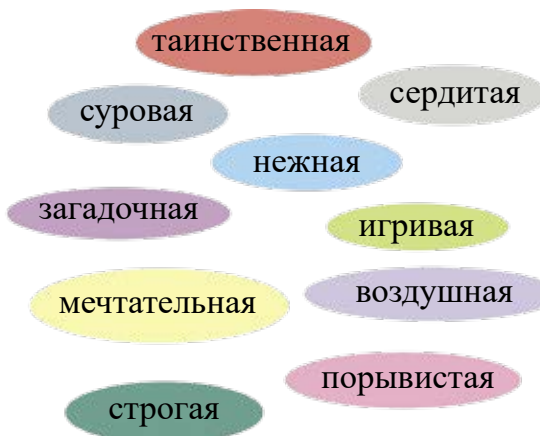 таинственная
сердитая
суровая
нежная
загадочная
игривая
воздушная
мечтательная
порывистая
строгая